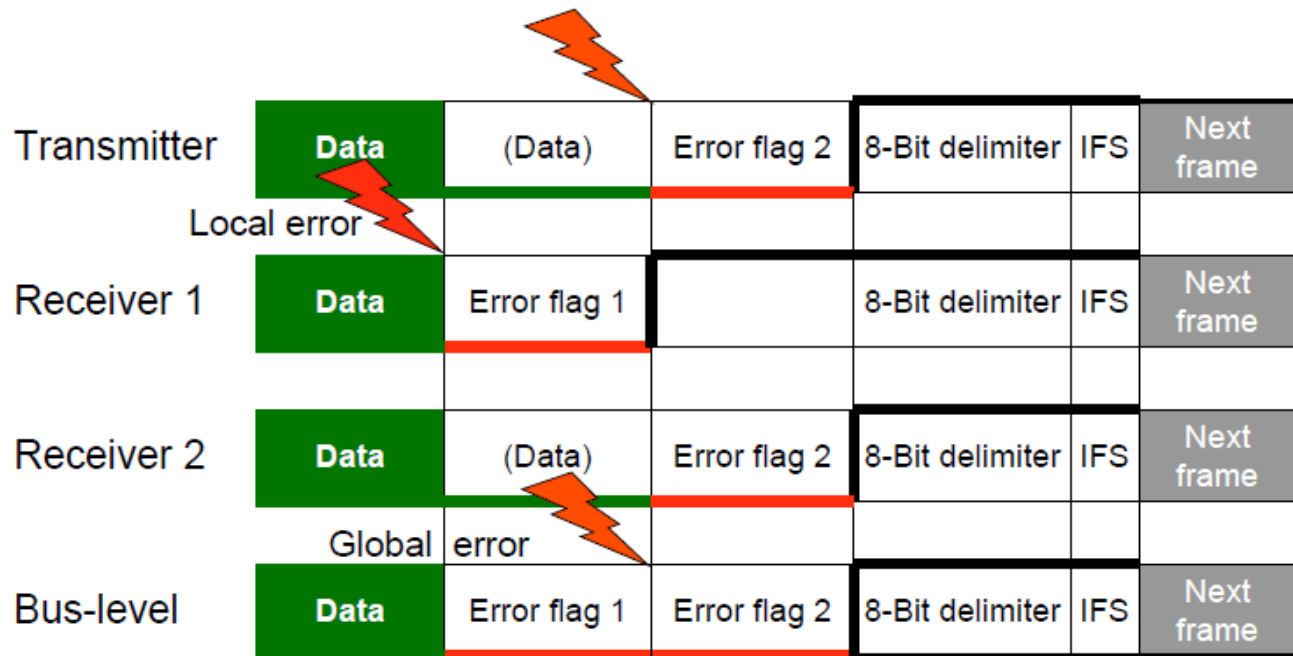 Transmitter Data (Data) Error flag 2 8-Bit delimiter IFS Next frame
Local error
Receiver 1 Data Error flag 1 8-Bit delimiter IFS Next frame
Receiver 2 Data (Data) Error flag 2 8-Bit delimiter IFS Next frame
Global error
Bus-level Data Error flag 1 Error flag 2 8-Bit delimiter IFS Next frame